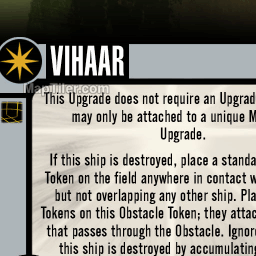 VIHAAR
This Upgrade does not require an Upgrade
may only be attached to a unique M
Upgrade.
If this ship is destroyed, place a standa
Token on the field anywhere in contact w
but not overlapping any other ship. Pla
Tokens on this Obstacle Token; they attac
that passes through the Obstacle. Ignore
this ship is destroyed by accumulating